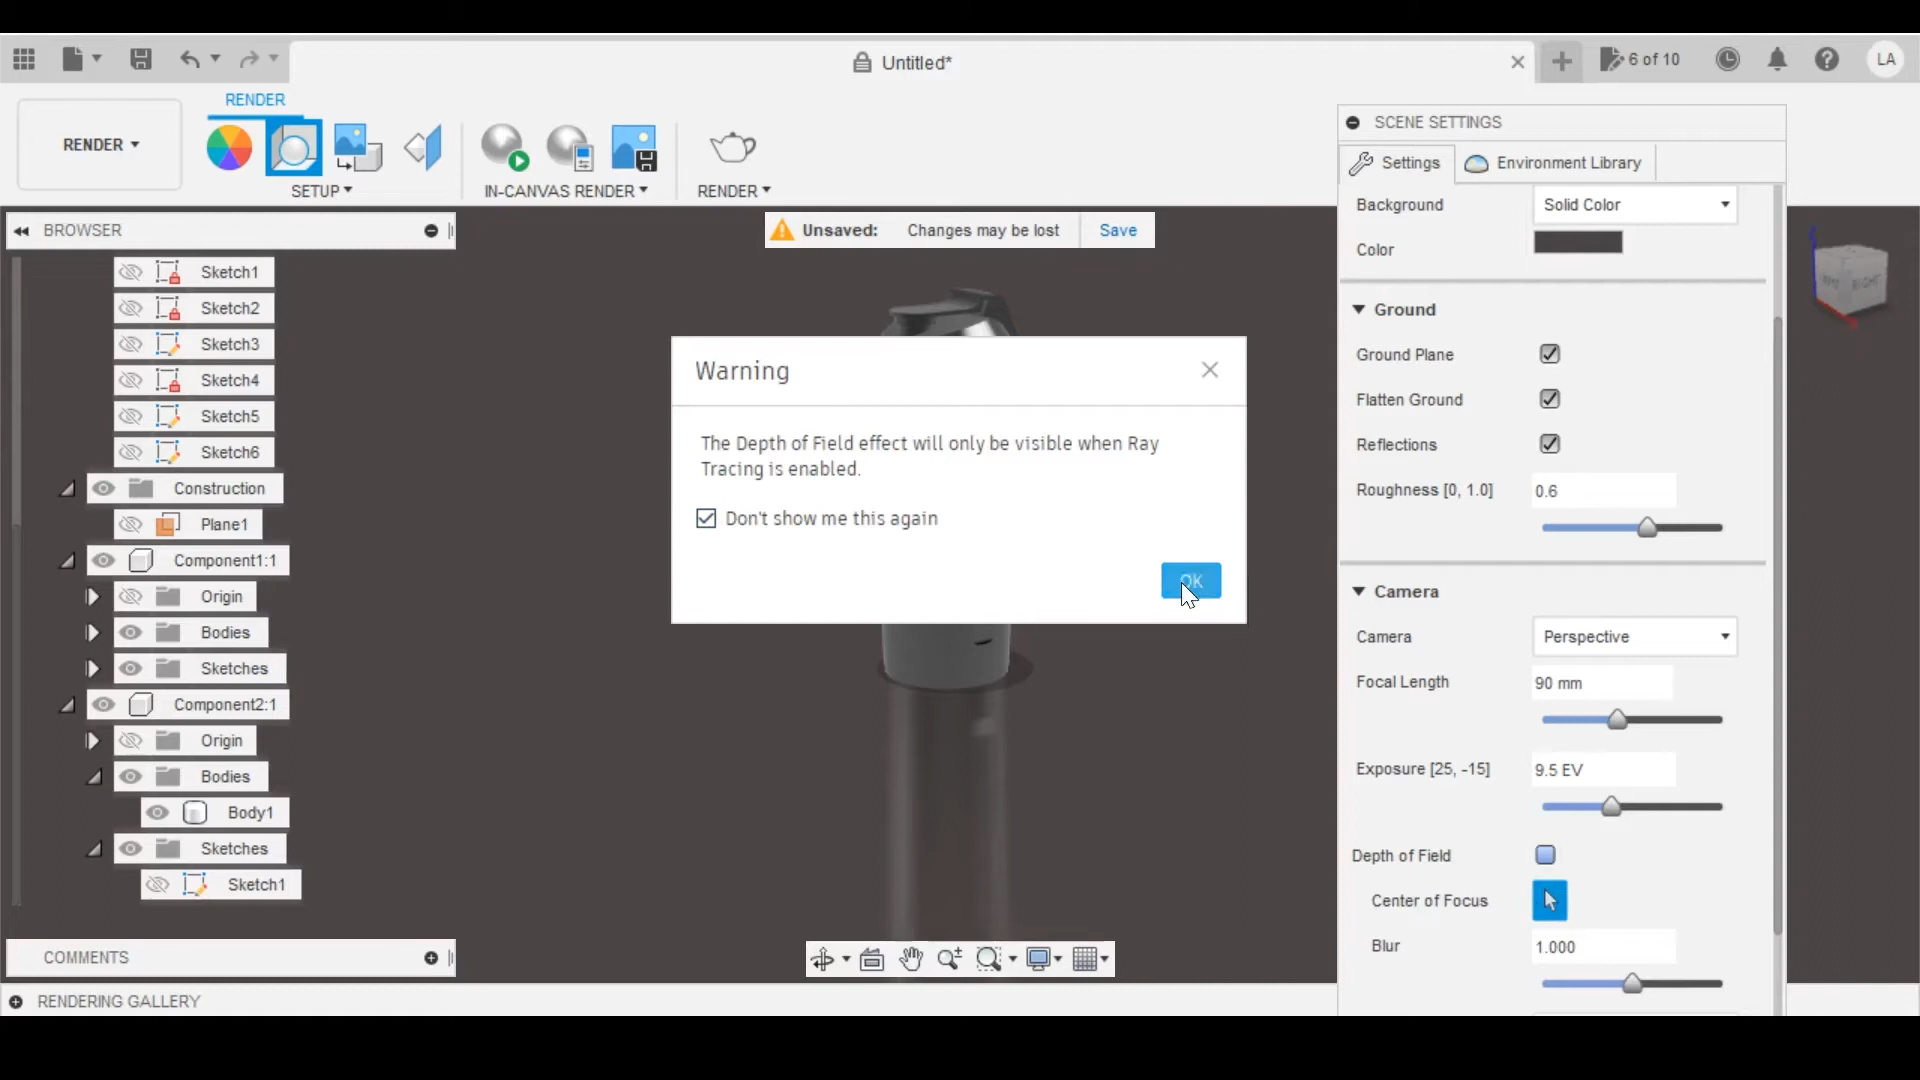 Untitled*
6 of 10
LA
RENDER
RENDER
SETUP
IN-CANVAS RENDER
RENDER
SCENE SETTINGS
Settings
Environment Library
BROWSER
Unsaved: Changes may be lost Save
Sketch1
Sketch2
Sketch3
Sketch4
Sketch5
Sketch6
Construction
Plane1
Component1:1
Origin
Bodies
Sketches
Component2:1
Origin
Bodies
Body1
Sketches
Sketch1
COMMENTS
RENDERING GALLERY
Warning
The Depth of Field effect will only be visible when Ray
Tracing is enabled.
Don't show me this again
OK
Background Solid Color
Color
Ground
Ground Plane
Flatten Ground
Reflections
Roughness [0, 1.0] 0.6
Camera
Camera Perspective
Focal Length 90 mm
Exposure [25, -15] 9.5 EV
Depth of Field
Center of Focus
Blur 1.000
RIGHT